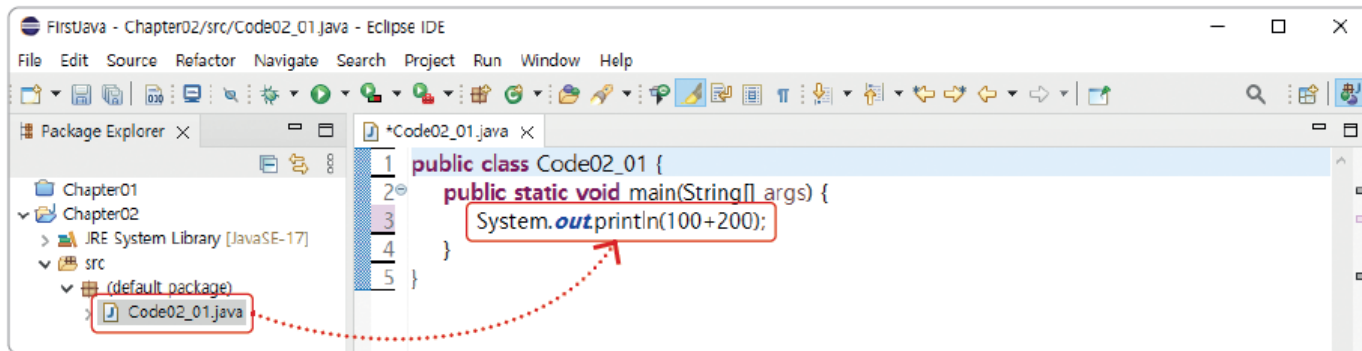 FirstJava - Chapter02/src/Code02_01.java - Eclipse IDE
File Edit Source Refactor Navigate Search Project Run Window Help
Package Explorer
Chapter01
Chapter02
JRE System Library [JavaSE-17]
src
(default package)
Code02_01.java
*Code02_01.java
1 public class Code02_01 {
2 public static void main(String[] args) {
3 System.out.println(100+200);
4 }
5 }